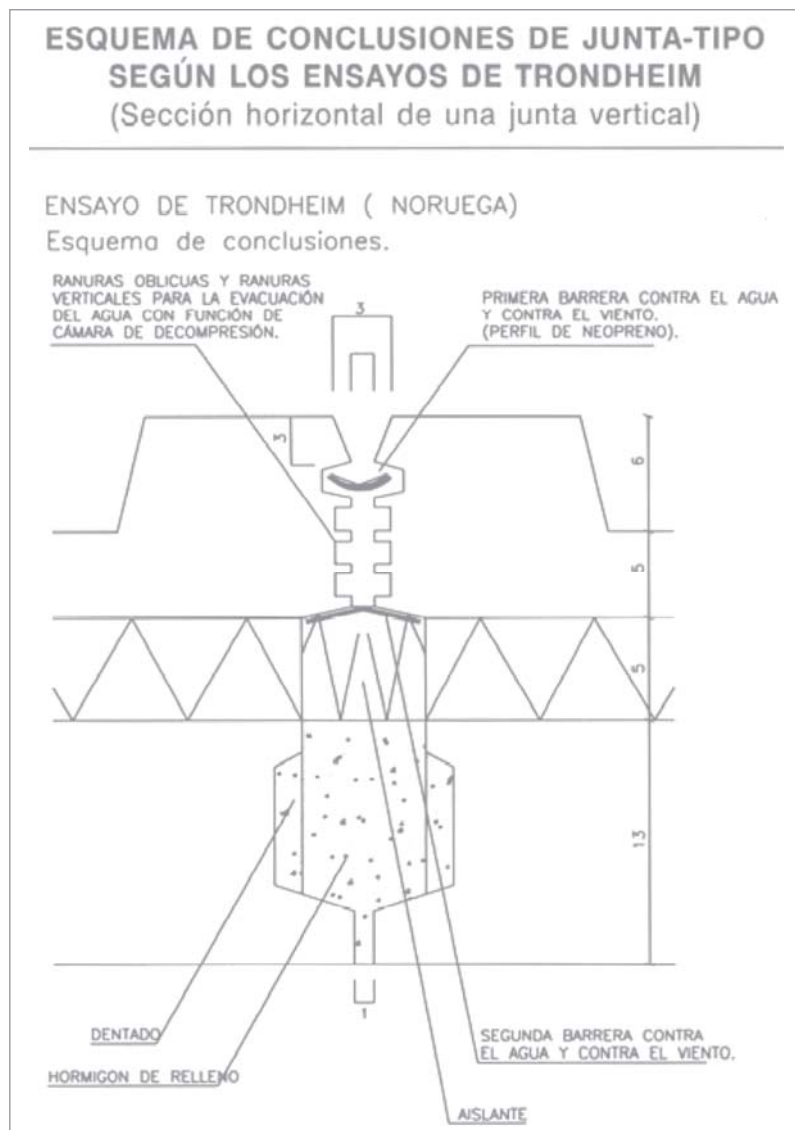 ESQUEMA DE CONCLUSIONES DE JUNTA-TIPO
SEGÚN LOS ENSAYOS DE TRONDHEIM
(Sección horizontal de una junta vertical)
ENSAYO DE TRONDHEIM ( NORUEGA)
Esquema de conclusiones.
RANURAS OBLICUAS Y RANURAS
VERTICALES PARA LA EVACUACIÓN
DEL AGUA CON FUNCIÓN DE
CÁMARA DE DECOMPRESIÓN.
3
PRIMERA BARRERA CONTRA EL AGUA
Y CONTRA EL VIENTO.
(PERFIL DE NEOPRENO).
3
6
5
5
13
1
DENTADO
HORMIGON DE RELLENO
SEGUNDA BARRERA CONTRA
EL AGUA Y CONTRA EL VIENTO.
AISLANTE